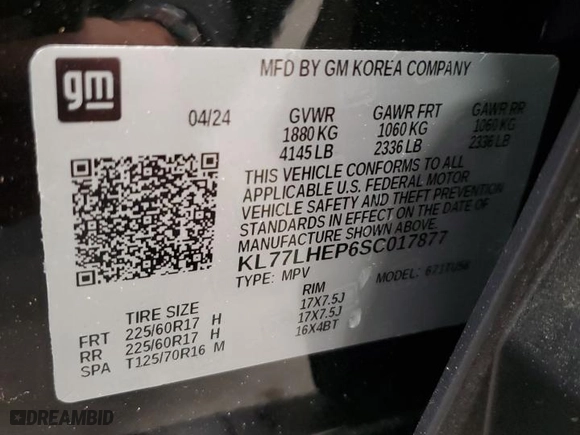 gm
MFD BY GM KOREA COMPANY
04/24 GVWR GAWR FRT GAWR RR
1880 KG 1060 KG 1060 KG
4145 LB 2336 LB 2336 LB
THIS VEHICLE CONFORMS TO ALL
APPLICABLE U.S. FEDERAL MOTOR
VEHICLE SAFETY AND THEFT PREVENTION
STANDARDS IN EFFECT ON THE DATE OF
MANUFACTURE SHOWN ABOVE.
KL77LHEP6SC017877
TYPE: MPV MODEL:
TIRE SIZE RIM
FRT 225/60R17 H 17X7.5J
RR 225/60R17 H 17X7.5J
SPA T125/70R16 M 16X4BT
DREAMBID